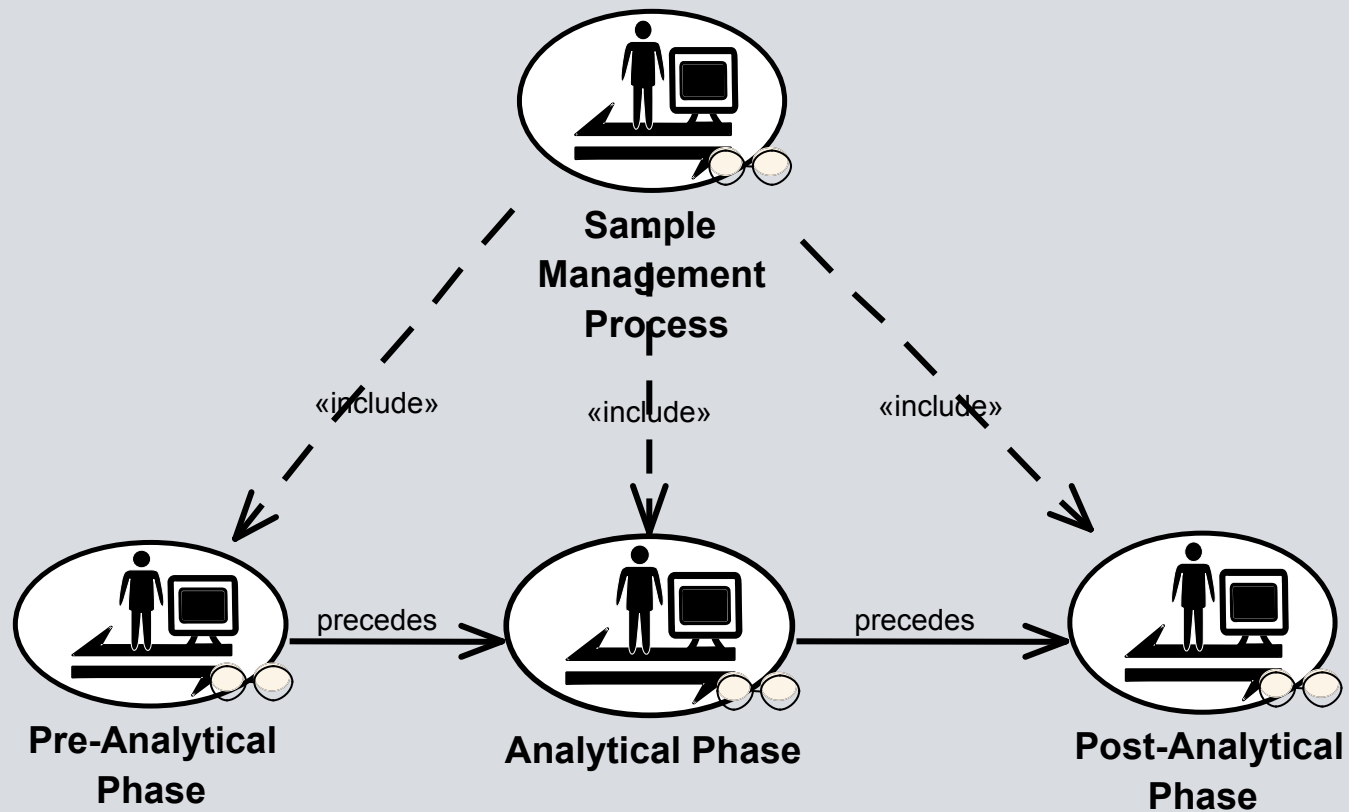 Sample
Management
Process
«include»
«include»
«include»
precedes
precedes
Pre-Analytical
Phase
Analytical Phase
Post-Analytical
Phase